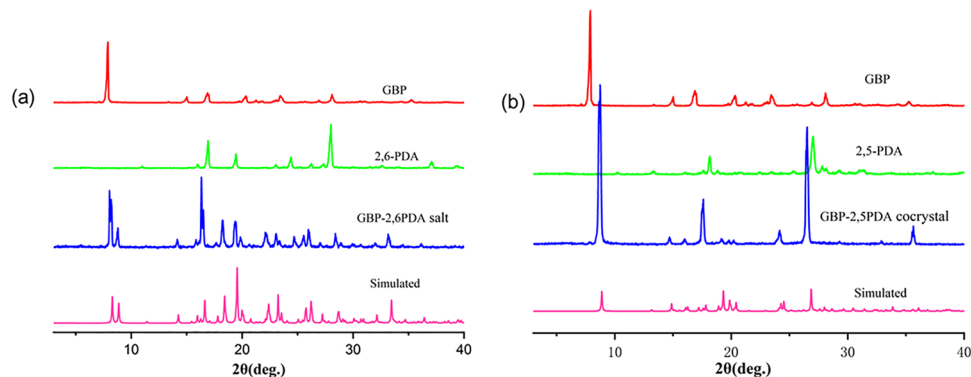 (a)
GBP
2,6-PDA
GBP-2,6PDA salt
Simulated
10 20 30 40
2θ(deg.)
(b)
GBP
2,5-PDA
GBP-2,5PDA cocrystal
Simulated
10 20 30 40
2θ(deg.)